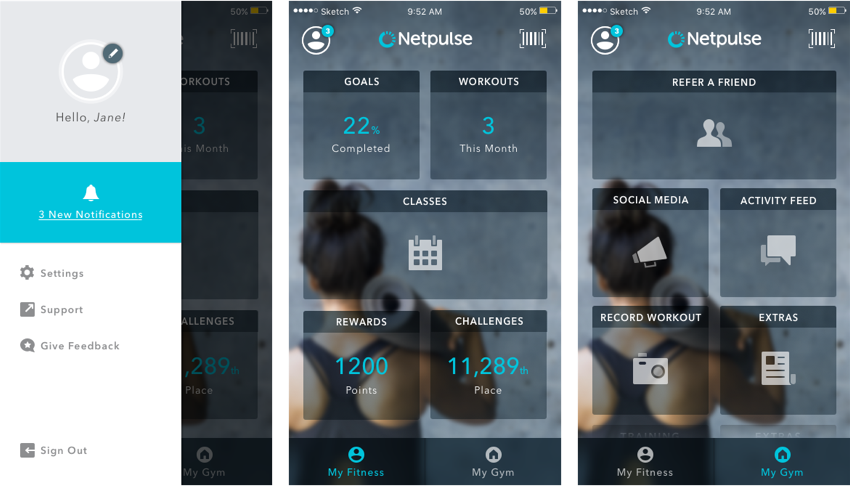 50%
ORKOUTS
3
is Month
ALLENGES
,289th
Place
My Gym
Hello, Jane!
3 New Notifications
Settings
Support
Give Feedback
Sign Out
Sketch 9:52 AM 50%
3
Netpulse
GOALS WORKOUTS
22% 3
Completed This Month
CLASSES
REWARDS CHALLENGES
1200 11,289th
Points Place
My Fitness My Gym
Sketch 9:52 AM 50%
3
Netpulse
REFER A FRIEND
SOCIAL MEDIA ACTIVITY FEED
RECORD WORKOUT EXTRAS
TRAINING EXTRAS
My Fitness My Gym